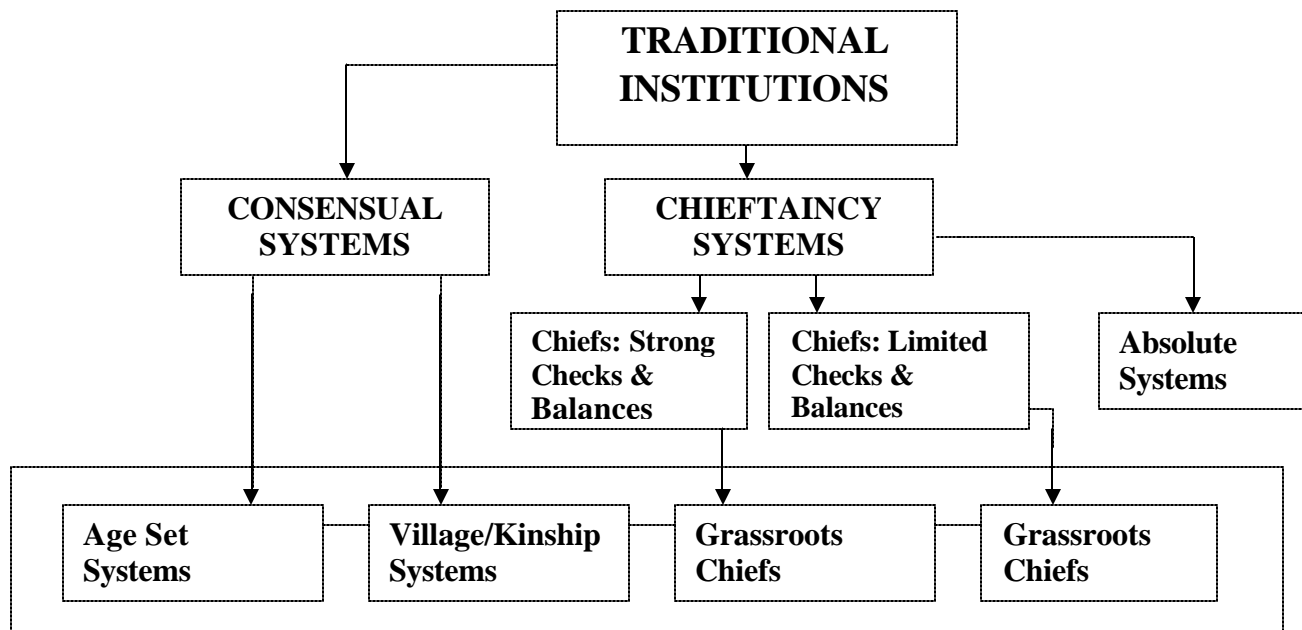 TRADITIONAL
INSTITUTIONS
CONSENSUAL
SYSTEMS
CHIEFTAINCY
SYSTEMS
Chiefs: Strong
Checks &
Balances
Chiefs: Limited
Checks &
Balances
Absolute
Systems
Age Set
Systems
Village/Kinship
Systems
Grassroots
Chiefs
Grassroots
Chiefs